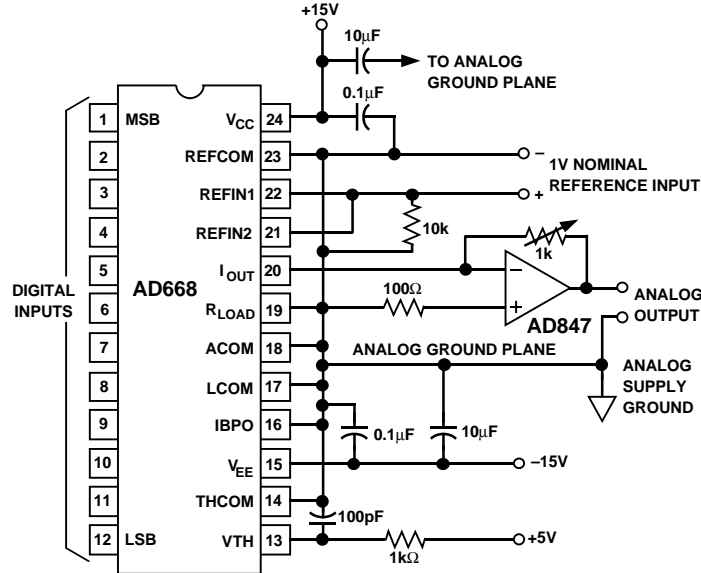 +15V
10µF
TO ANALOG
GROUND PLANE
0.1µF
1 MSB
VCC 24
2
REFCOM 23
–
1V NOMINAL
REFERENCE INPUT
3
REFIN1 22
+
10k
4
REFIN2 21
1k
5
IOUT 20
–
DIGITAL
INPUTS
AD668
100Ω
+
AD847
ANALOG
OUTPUT
6
RLOAD 19
7
ACOM 18
ANALOG GROUND PLANE
ANALOG
SUPPLY
GROUND
8
LCOM 17
9
IBPO 16
0.1µF
10µF
10
VEE 15
–15V
11
THCOM 14
100pF
12 LSB
VTH 13
1kΩ
+5V